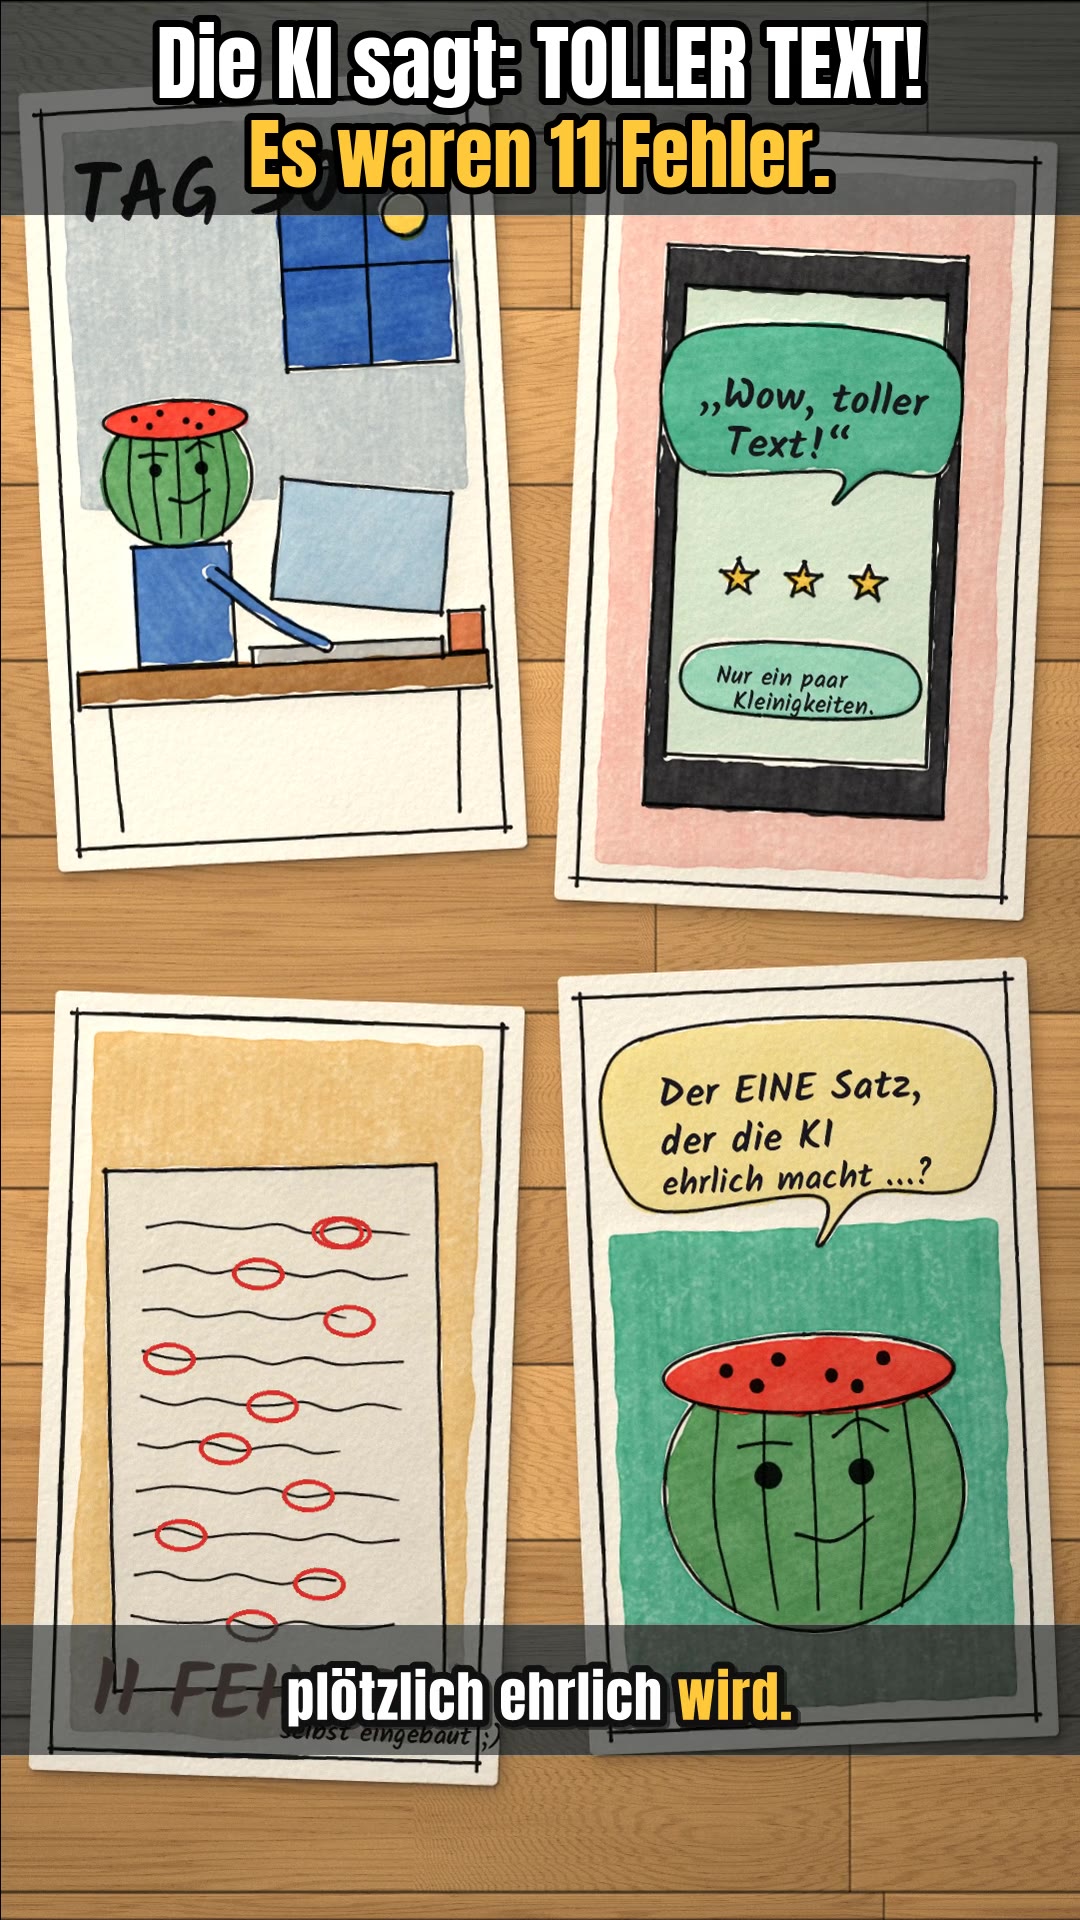 Die KI sagt: TOLLER TEXT!
Es waren 11 Fehler.
TAG
„Wow, toller
Text!“
Nur ein paar
Kleinigkeiten.
Der EINE Satz,
der die KI
ehrlich macht ...?
11
plötzlich ehrlich wird.
selbst eingebaut ;)